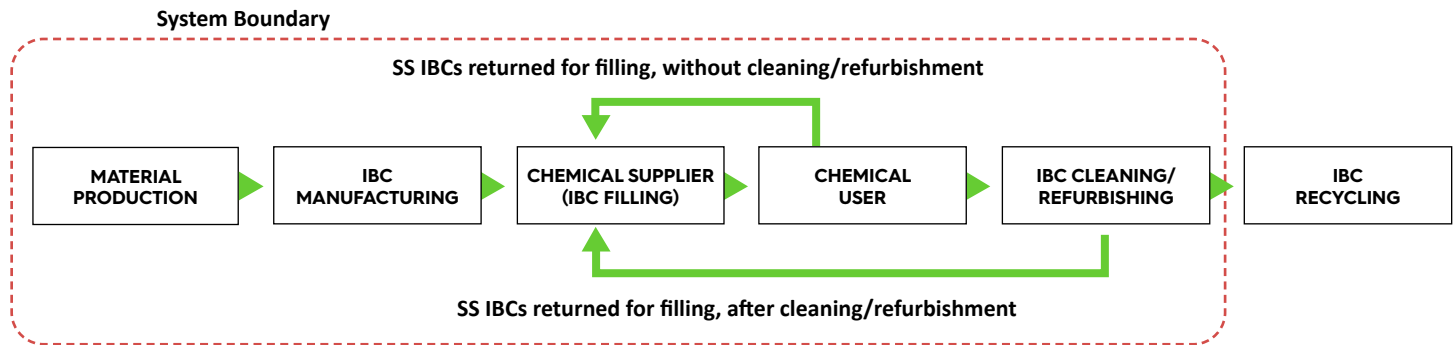 System Boundary
SS IBCs returned for filling, without cleaning/refurbishment
MATERIAL
PRODUCTION
IBC
MANUFACTURING
CHEMICAL SUPPLIER
(IBC FILLING)
CHEMICAL
USER
IBC CLEANING/
REFURBISHING
IBC
RECYCLING
SS IBCs returned for filling, after cleaning/refurbishment